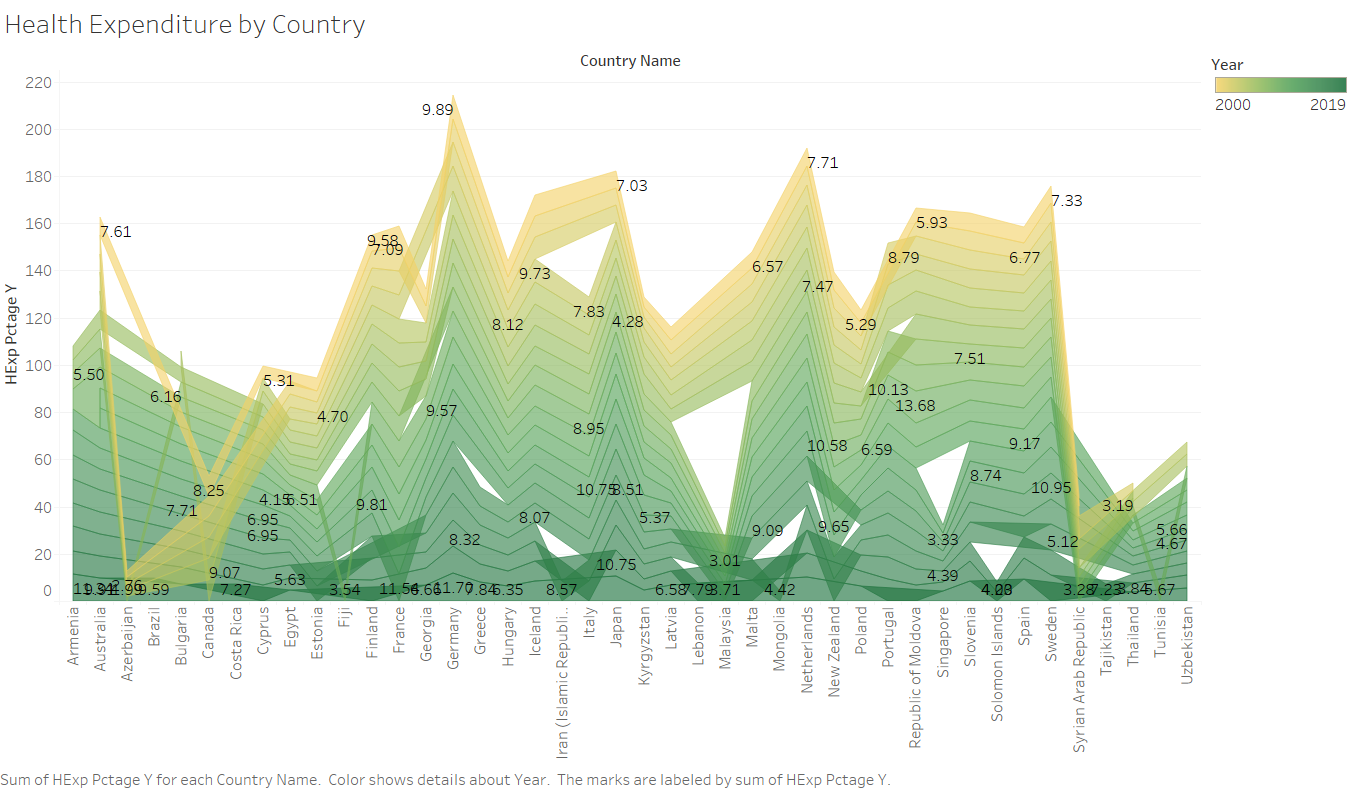 Health Expenditure by Country
Country Name
Year
2000 2019
HExp Pctage Y
220
200
180
160
140
120
100
80
60
40
20
0
9.89
7.61
7.71
7.03
7.33
5.93
9.58
7.09
8.79
6.77
6.57
9.73
7.47
7.83
4.28
5.29
8.12
7.51
5.50
5.31
10.13
6.16
13.68
9.57
4.70
8.95
10.58
6.59
9.17
8.74
8.25
10.75
8.51
10.95
4.15
6.51
9.81
3.19
7.71
6.95
8.07
5.37
9.65
9.09
5.66
6.95
8.32
3.33
5.12
4.67
3.01
10.75
9.07
5.63
4.39
2.76
9.59
7.27
3.54
11.54
6.66
11.70
7.84
6.35
8.57
6.58
7.79
3.71
4.42
3.28
7.23
3.84
5.67
Armenia
Australia
Azerbaijan
Brazil
Bulgaria
Canada
Costa Rica
Cyprus
Egypt
Estonia
Fiji
Finland
France
Georgia
Germany
Greece
Hungary
Iceland
Iran (Islamic Republi..
Italy
Japan
Kyrgyzstan
Latvia
Lebanon
Malaysia
Malta
Mongolia
Netherlands
New Zealand
Poland
Portugal
Republic of Moldova
Singapore
Slovenia
Solomon Islands
Spain
Sweden
Syrian Arab Republic
Tajikistan
Thailand
Tunisia
Uzbekistan
Sum of HExp Pctage Y for each Country Name. Color shows details about Year. The marks are labeled by sum of HExp Pctage Y.